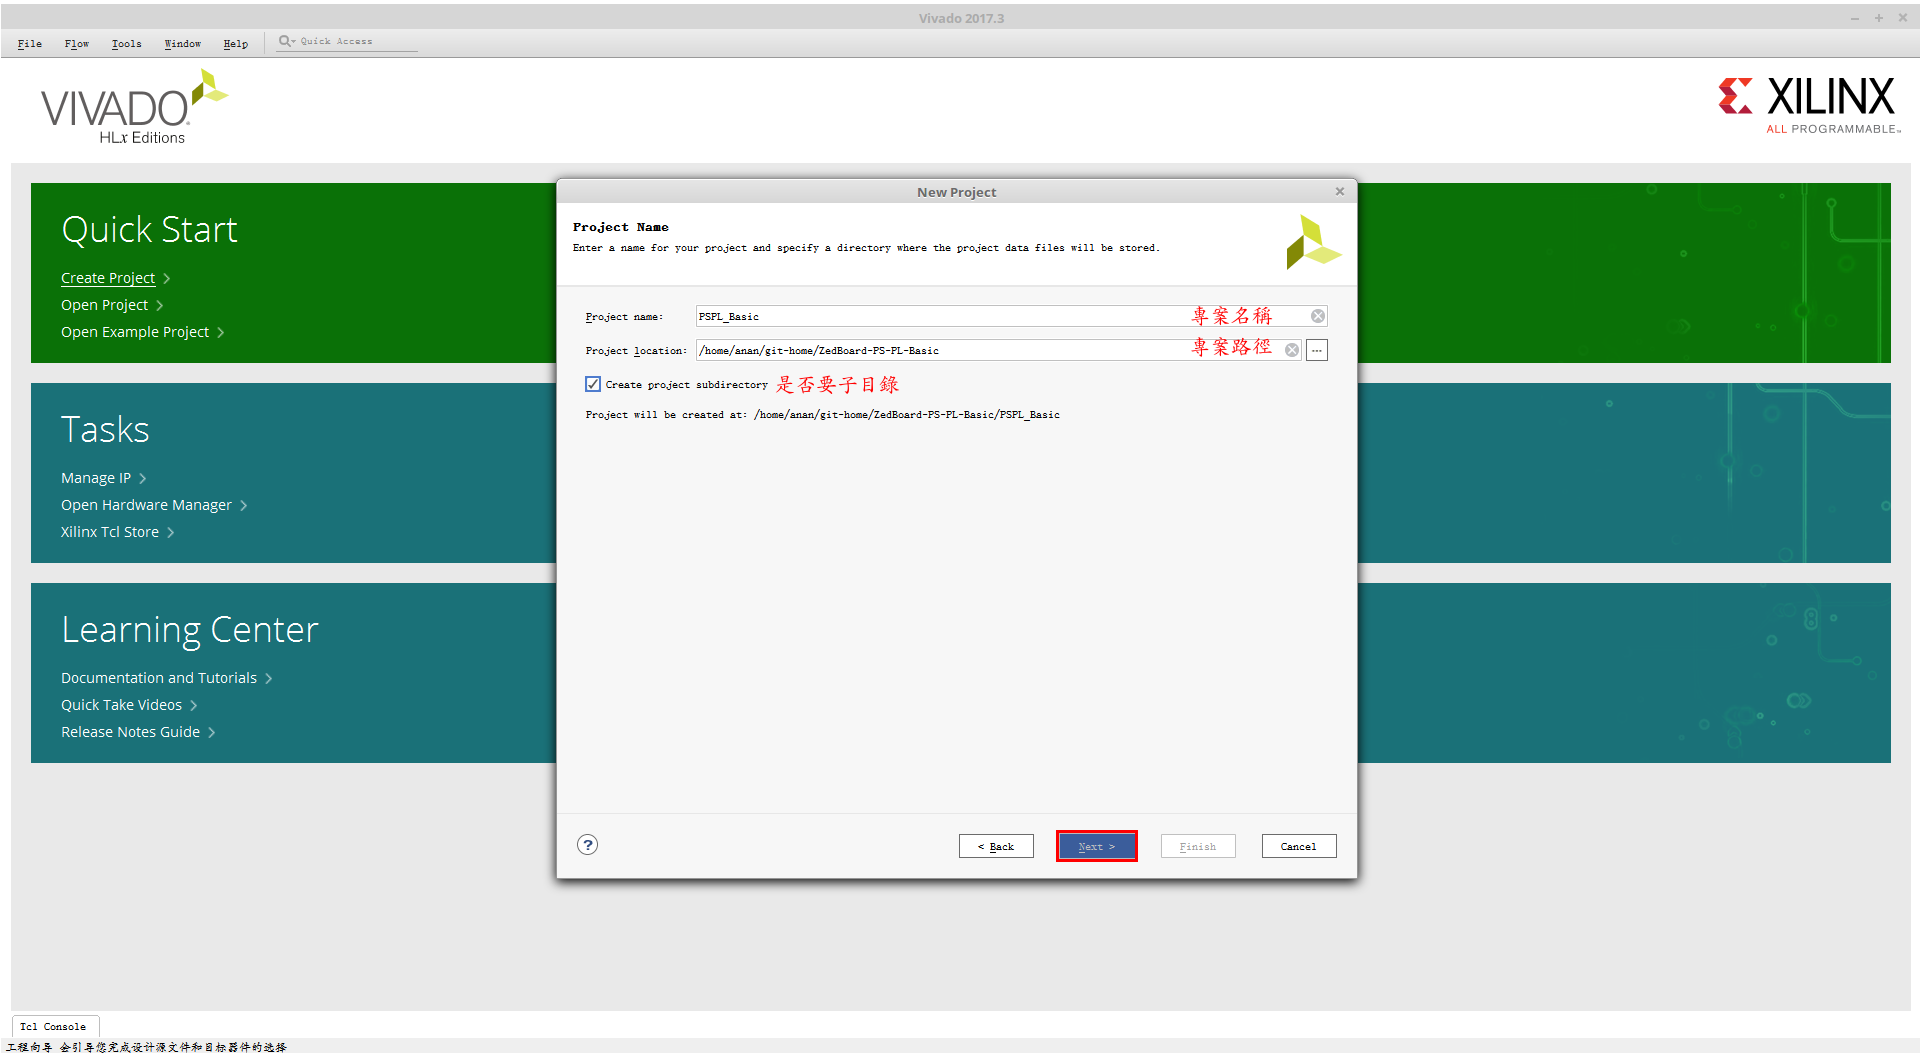 Vivado 2017.3
File Flow Tools Window Help Quick Access
VIVADO
HLx Editions
XILINX
ALL PROGRAMMABLE
Quick Start
Create Project
Open Project
Open Example Project
Tasks
Manage IP
Open Hardware Manager
Xilinx Tcl Store
Learning Center
Documentation and Tutorials
Quick Take Videos
Release Notes Guide
New Project
Project Name
Enter a name for your project and specify a directory where the project data files will be stored.
Project name: PSPL_Basic 專案名稱
Project location: /home/anan/git-home/ZedBoard-PS-PL-Basic 專案路徑 ...
Create project subdirectory 是否要子目錄
Project will be created at: /home/anan/git-home/ZedBoard-PS-PL-Basic/PSPL_Basic
? < Back Next > Finish Cancel
Tcl Console
工程向导 会引导您完成设计源文件和目标器件的选择